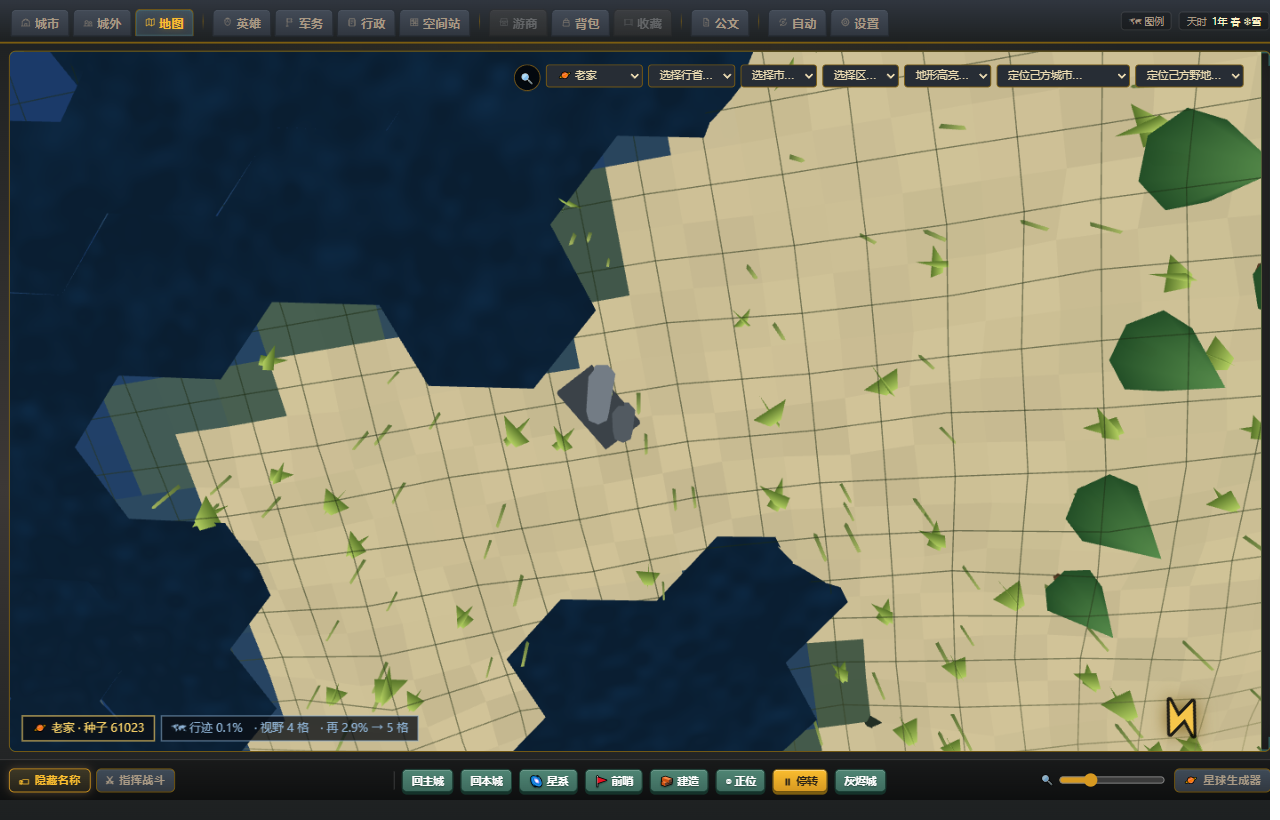 城市 城外 地图 英雄 军务 行政 空间站 游商 背包 收藏 公文 自动 设置 图例 天时 1年 春 ❄雪
老家 选择行省... 选择市... 选择区... 地形高亮... 定位己方城市... 定位己方野地...
老家 · 种子 61023 行迹 0.1% · 视野 4 格 · 再 2.9% → 5 格
隐藏名称 指挥战斗 回主城 回本城 星系 前哨 建造 正位 停转 友烬城 星球生成器